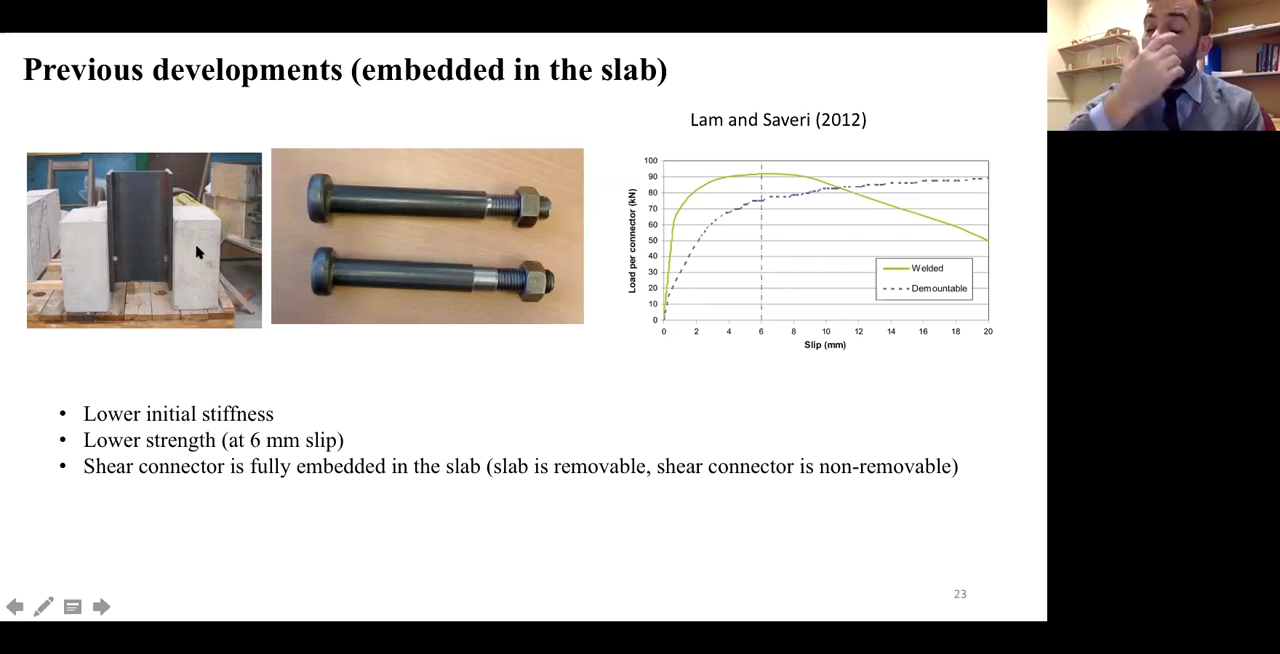 Previous developments (embedded in the slab)
Lam and Saveri (2012)
Load per connector (kN)
100
90
80
70
60
50
40
30
20
10
0
0 2 4 6 8 10 12 14 16 18 20
Slip (mm)
Welded
Demountable
• Lower initial stiffness
• Lower strength (at 6 mm slip)
• Shear connector is fully embedded in the slab (slab is removable, shear connector is non-removable)
23